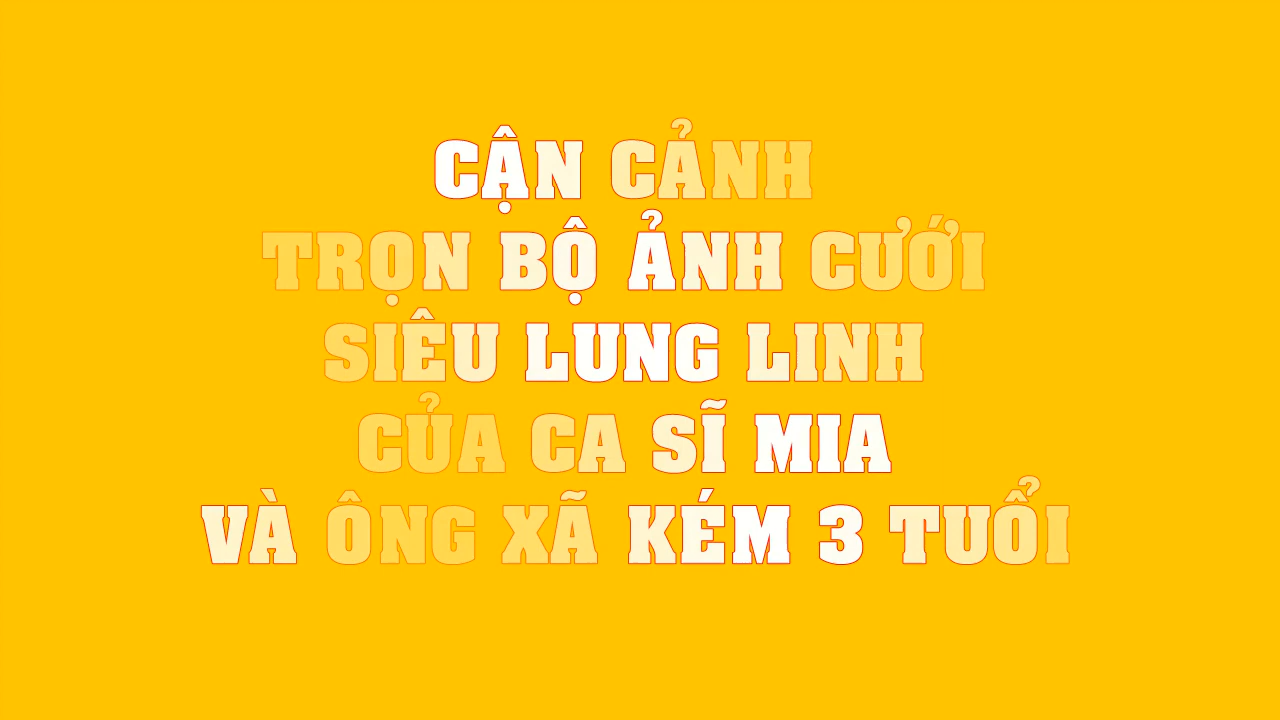 CẬN CẢNH
TRỌN BỘ ẢNH CƯỚI
SIÊU LUNG LINH
CỦA CA SĨ MIA
VÀ ÔNG XÃ KÉM 3 TUỔI